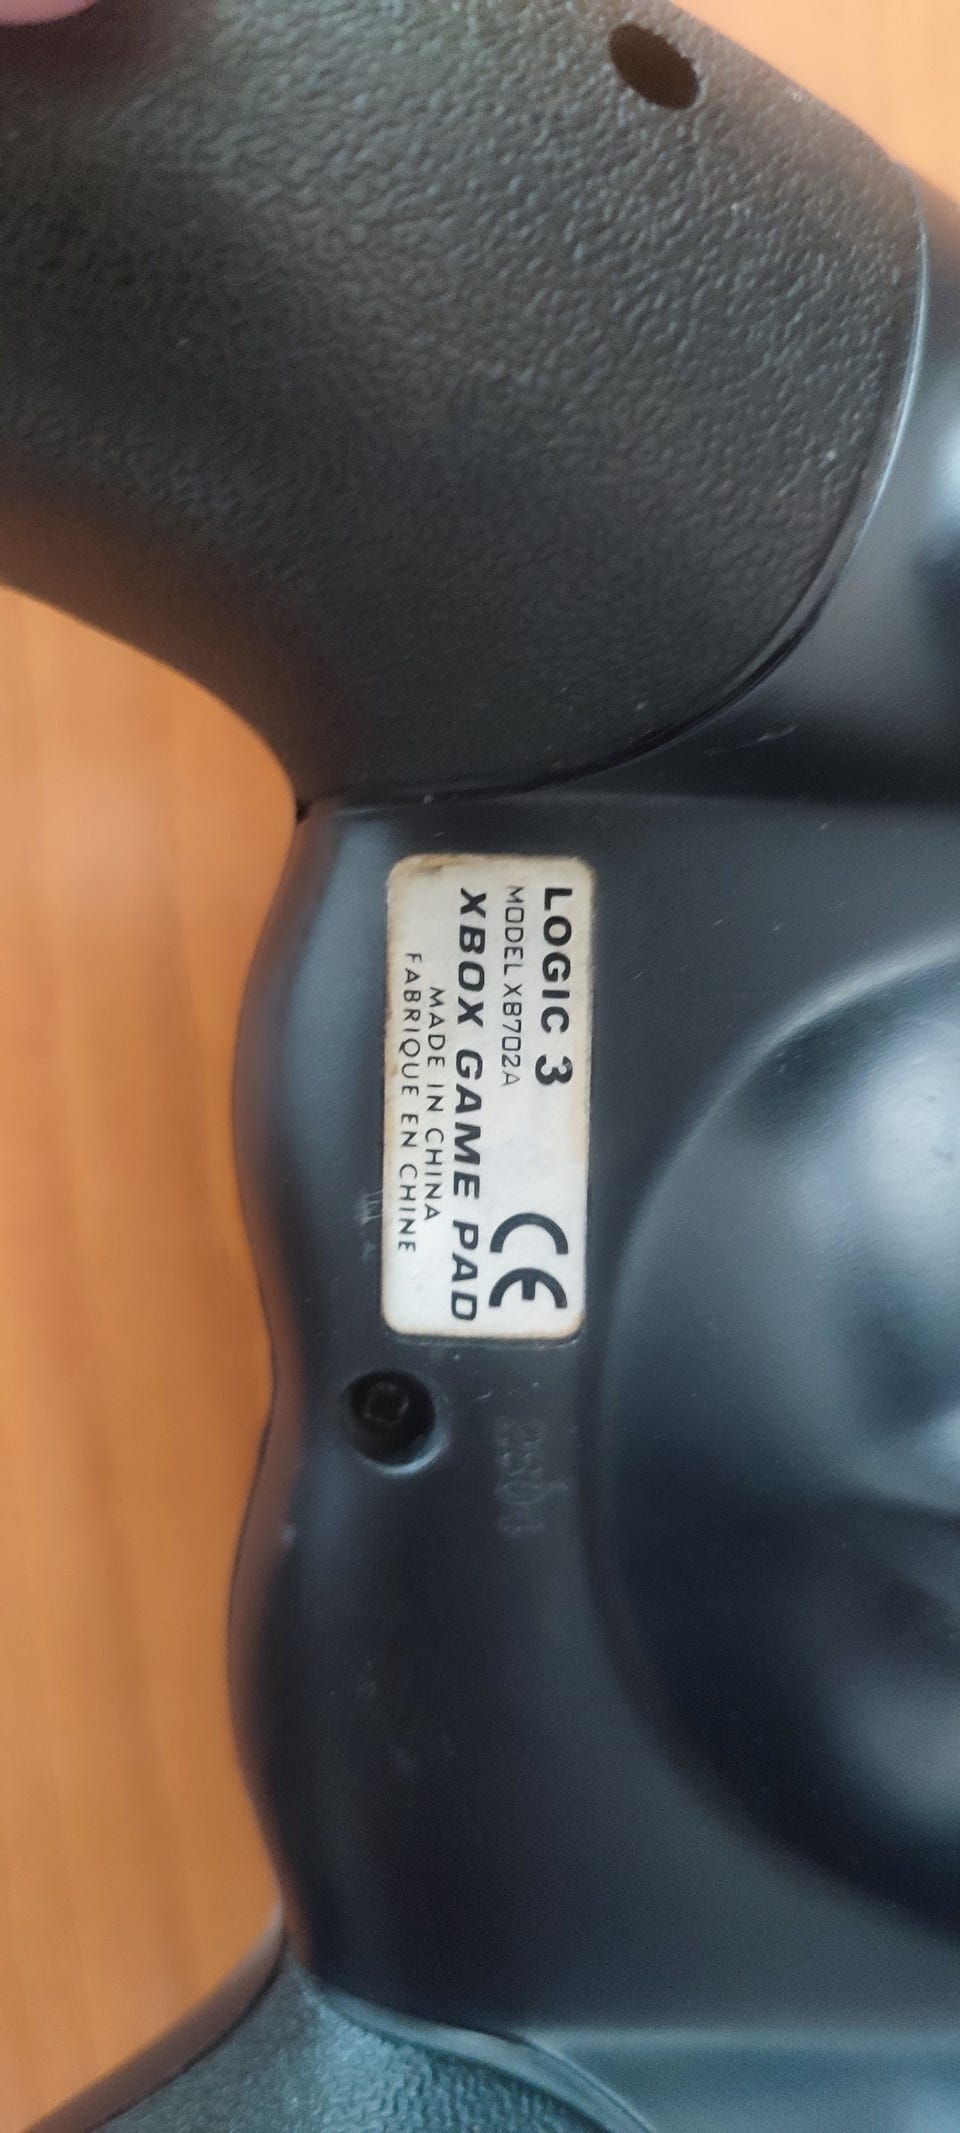 LOGIC 3
MODEL XB702A
CE
XBOX GAME PAD
MADE IN CHINA
FABRIQUE EN CHINE